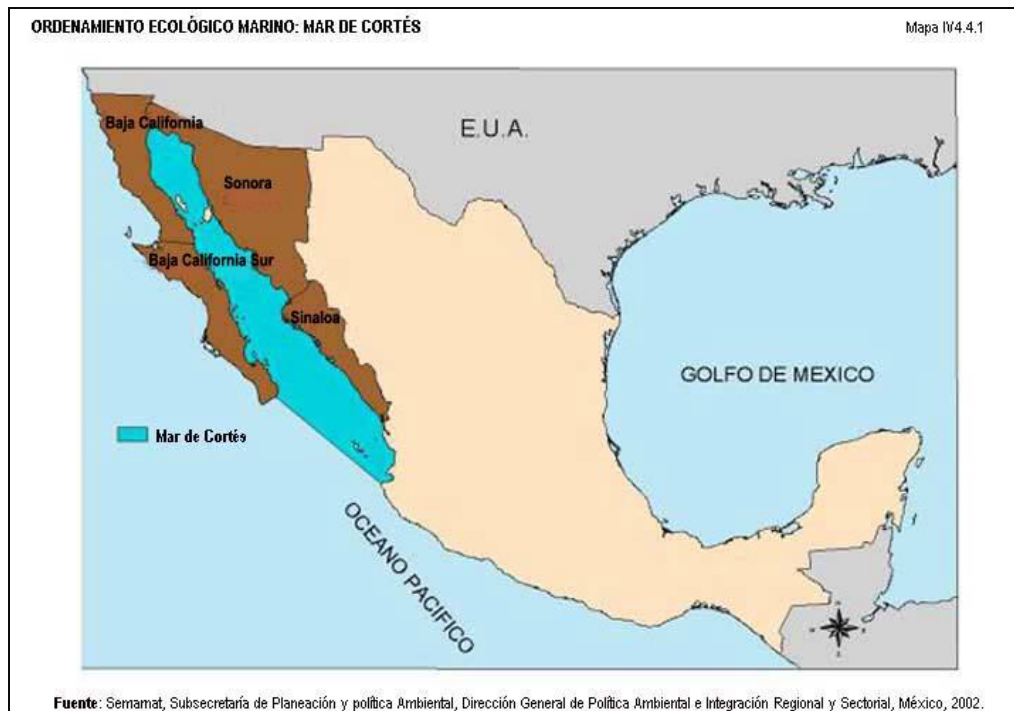 ORDENAMIENTO ECOLÓGICO MARINO: MAR DE CORTÉS
Mapa IV4.4.1
Baja California
E.U.A.
Sonora
Baja California Sur
Sinaloa
GOLFO DE MEXICO
Mar de Cortés
OCEANO PACIFICO
Fuente: Semarnat, Subsecretaría de Planeación y política Ambiental, Dirección General de Política Ambiental e Integración Regional y Sectorial, México, 2002.